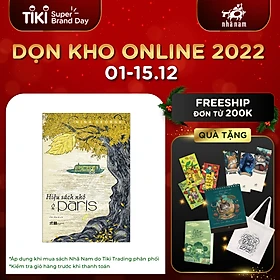 TIKI Super Brand Day
nhã nam
DỌN KHO ONLINE 2022
01-15.12
FREESHIP
ĐƠN TỪ 200K
QUÀ TẶNG
Hiệu sách nhỏ
ở
paris
*Áp dụng khi mua sách Nhã Nam do Tiki Trading phân phối
*Kiểm tra giỏ hàng trước khi thanh toán